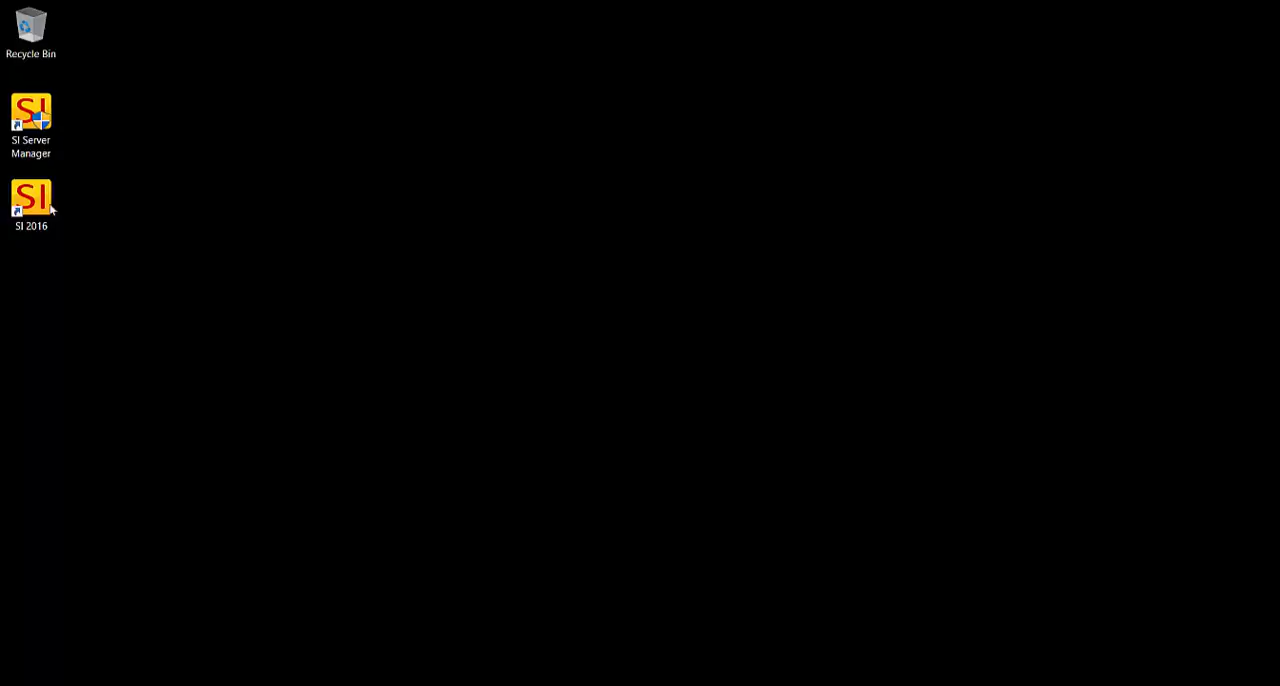 Recycle Bin
SI
SI Server
Manager
SI
SI 2016